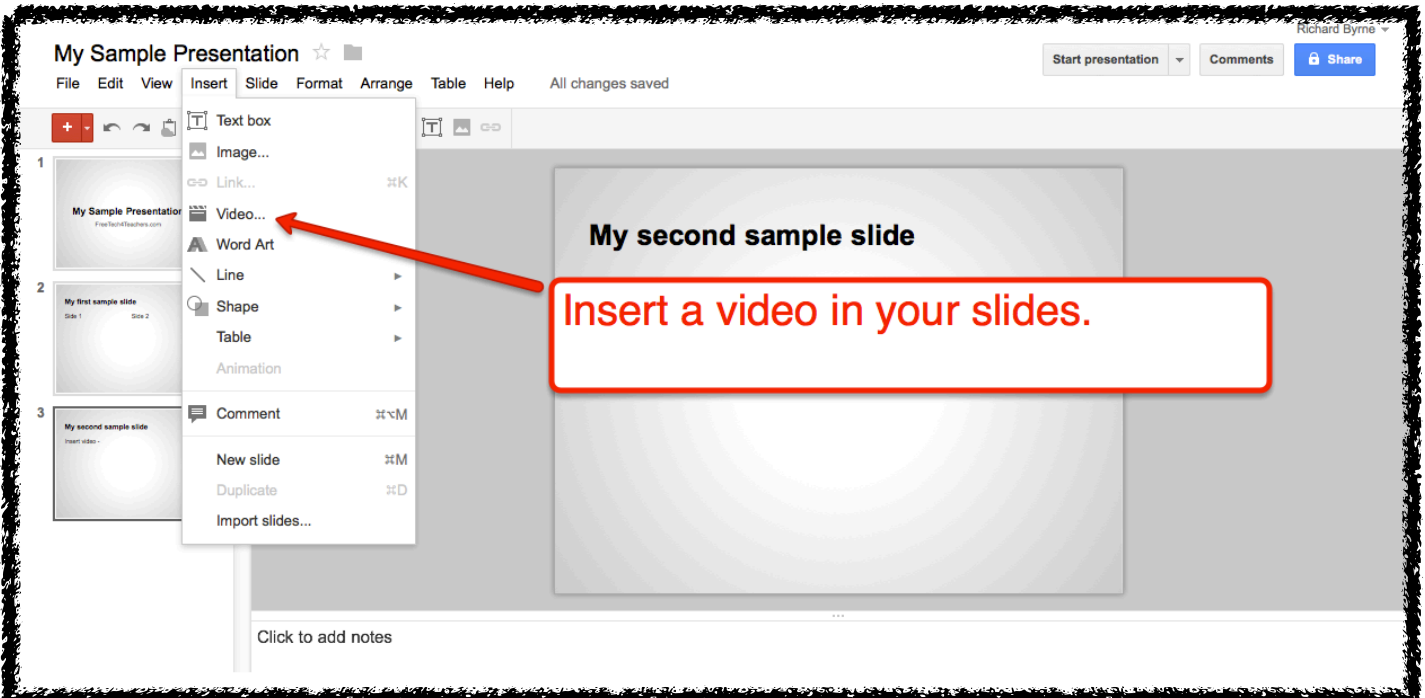 Richard Byrne
My Sample Presentation
Start presentation
Comments
Share
File Edit View Insert Slide Format Arrange Table Help All changes saved
Text box
Image...
Link... ⌘K
Video...
Word Art
Line
Shape
Table
Animation
Comment ⌘⌥M
New slide ⌘M
Duplicate ⌘D
Import slides...
1
My Sample Presentation
FreeTech4Teachers.com
2
My first sample slide
Side 1 Side 2
3
My second sample slide
Insert video -
My second sample slide
Insert a video in your slides.
Click to add notes